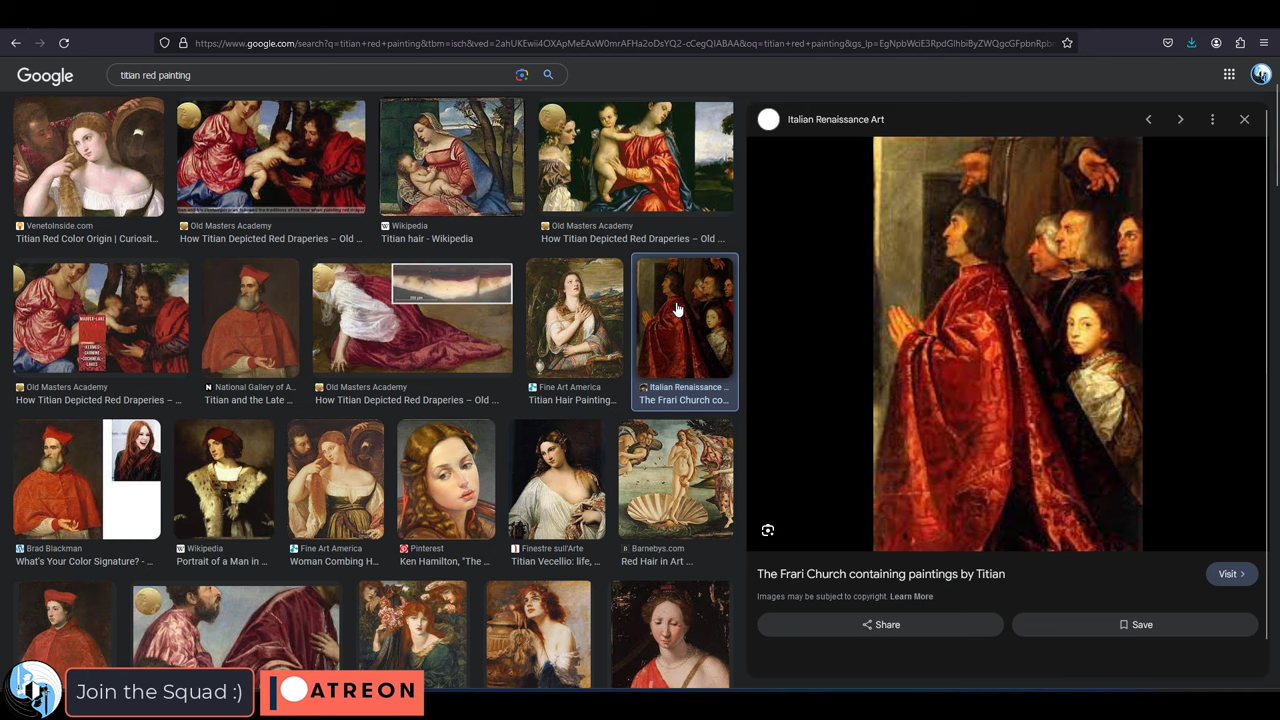 https://www.google.com/search?q=titian+red+painting&tbm=isch&ved=2ahUKEwii4OXApMeEAxW0mrAFHa2oDsYQ2-cCegQIABAA&oq=titian+red+painting&gs_lp=EgNpbWciE3RpdGlhbiByZWQgcGFpbnRpb
Google
titian red painting
Italian Renaissance Art
VenetoInside.com
Titian Red Color Origin | Curiosit...
Old Masters Academy
How Titian Depicted Red Draperies – Old ...
Wikipedia
Titian hair - Wikipedia
Old Masters Academy
How Titian Depicted Red Draperies – Old ...
Old Masters Academy
How Titian Depicted Red Draperies – ...
National Gallery of A...
Titian and the Late ...
Old Masters Academy
How Titian Depicted Red Draperies – Old ...
Fine Art America
Titian Hair Painting...
Italian Renaissance ...
The Frari Church co...
Brad Blackman
What's Your Color Signature? - ...
Wikipedia
Portrait of a Man in ...
Fine Art America
Woman Combing H...
Pinterest
Ken Hamilton, "The ...
Finestre sull'Arte
Titian Vecellio: life, ...
Barnebys.com
Red Hair in Art ...
The Frari Church containing paintings by Titian
Visit
Images may be subject to copyright. Learn More
Share
Save
Join the Squad :)
PATREON